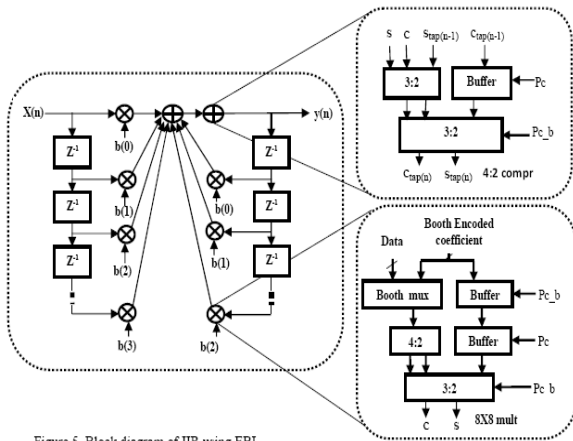 X(n)
b(0)
y(n)
Z-1
Z-1
b(1)
b(0)
Z-1
Z-1
b(2)
b(1)
Z-1
Z-1
b(3)
b(2)
s c stap(n-1) ctap(n-1)
3:2
Buffer
Pc
3:2
Pc_b
ctap(n) stap(n)
4:2 compr
Booth Encoded
coefficient
Data
Booth mux
Buffer
Pc_b
4:2
Buffer
Pc
3:2
Pc_b
c s
8X8 mult
Figure 5. Block diagram of IIR using